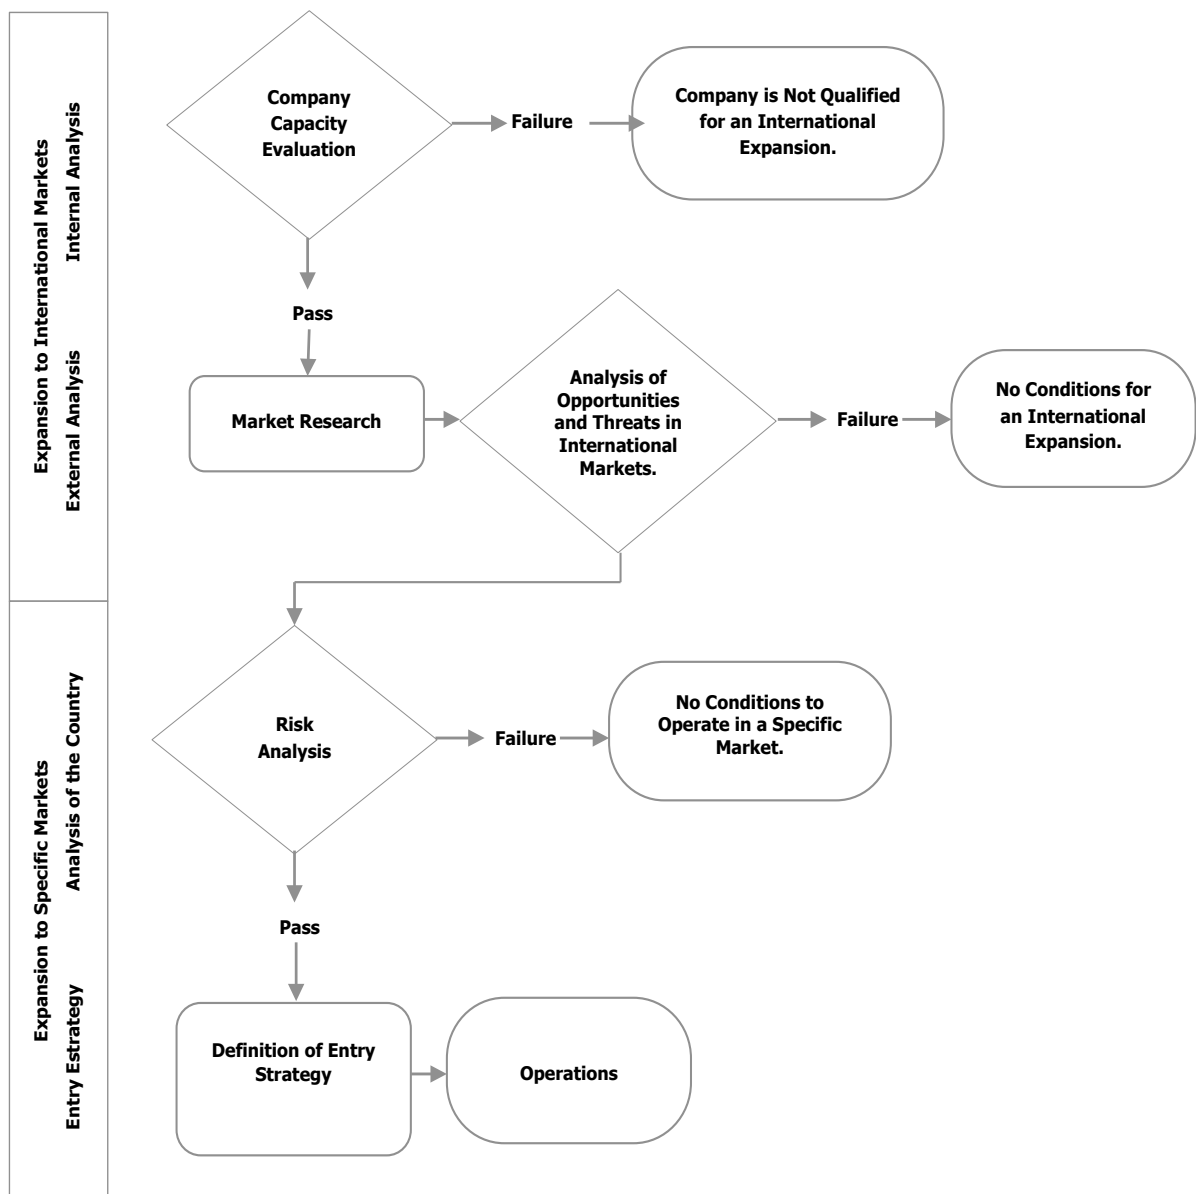 Expansion to International Markets
Internal Analysis
External Analysis
Company
Capacity
Evaluation
Failure
Company is Not Qualified
for an International
Expansion.
Pass
Market Research
Analysis of
Opportunities
and Threats in
International
Markets.
Failure
No Conditions for
an International
Expansion.
Expansion to Specific Markets
Analysis of the Country
Entry Estrategy
Risk
Analysis
Failure
No Conditions to
Operate in a Specific
Market.
Pass
Definition of Entry
Strategy
Operations